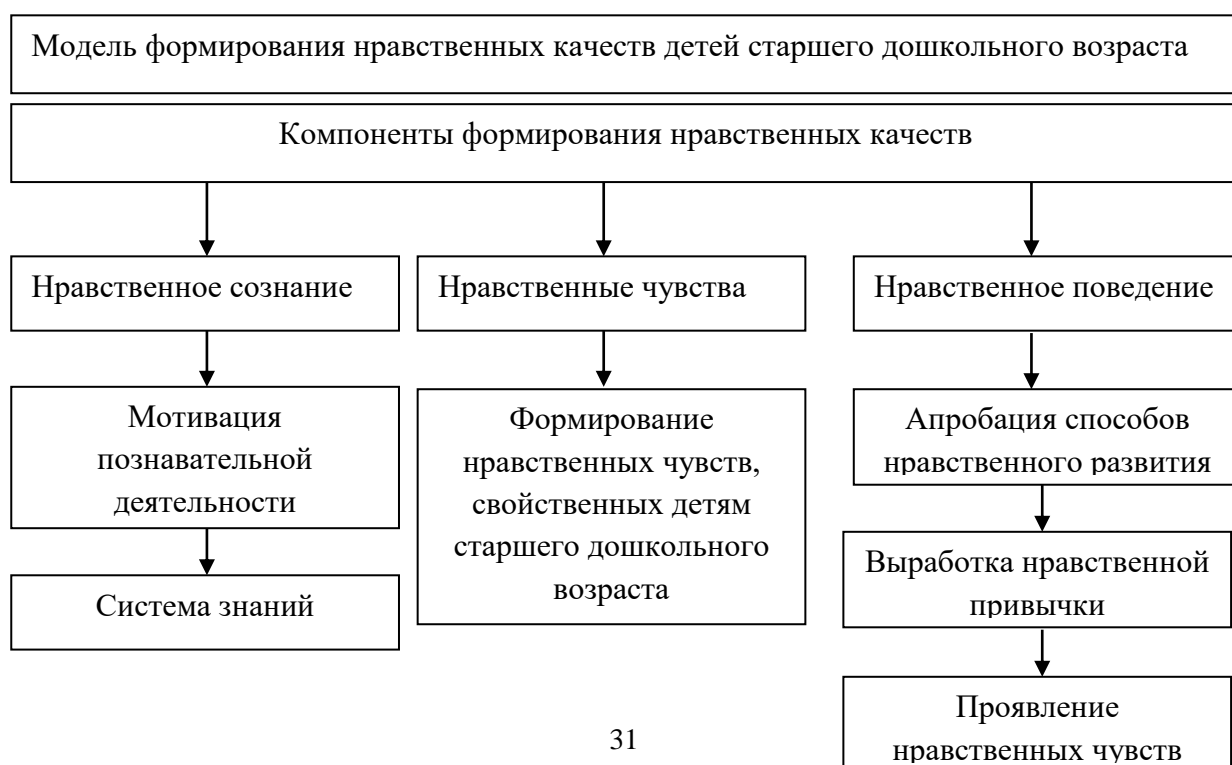 Модель формирования нравственных качеств детей старшего дошкольного возраста
Компоненты формирования нравственных качеств
Нравственное сознание
Нравственные чувства
Нравственное поведение
Мотивация
познавательной
деятельности
Формирование
нравственных чувств,
свойственных детям
старшего дошкольного
возраста
Апробация способов
нравственного развития
Система знаний
Выработка нравственной
привычки
Проявление
нравственных чувств
31